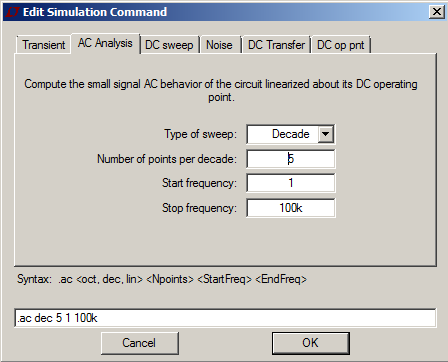 Edit Simulation Command
Transient AC Analysis DC sweep Noise DC Transfer DC op pnt
Compute the small signal AC behavior of the circuit linearized about its DC operating
point.
Type of sweep: Decade
Number of points per decade: 5
Start frequency: 1
Stop frequency: 100k
Syntax: .ac <oct, dec, lin> <Npoints> <StartFreq> <EndFreq>
.ac dec 5 1 100k
Cancel OK